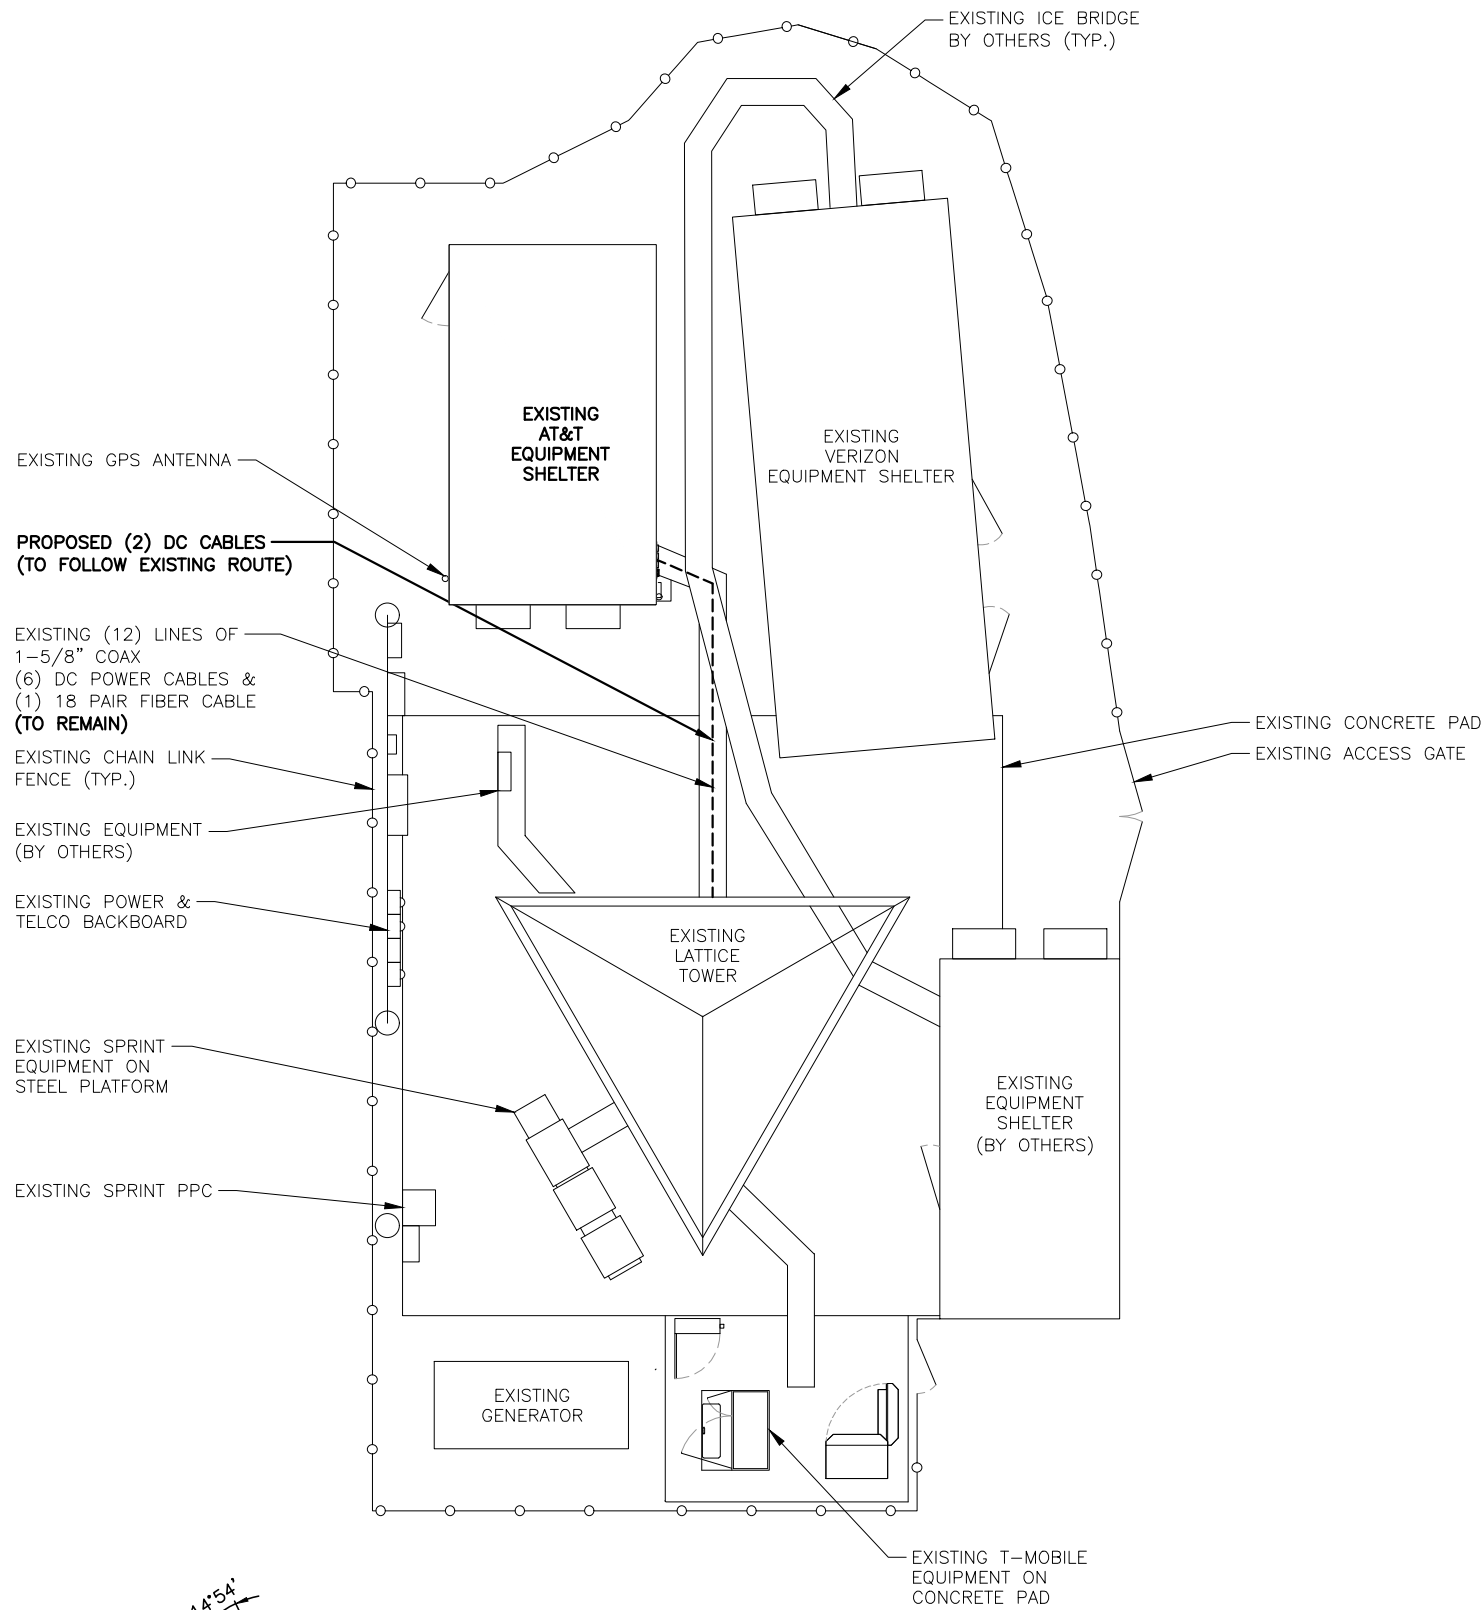 EXISTING ICE BRIDGE
BY OTHERS (TYP.)
EXISTING
AT&T
EQUIPMENT
SHELTER
EXISTING
VERIZON
EQUIPMENT SHELTER
EXISTING GPS ANTENNA
PROPOSED (2) DC CABLES
(TO FOLLOW EXISTING ROUTE)
EXISTING (12) LINES OF
1-5/8" COAX
(6) DC POWER CABLES &
(1) 18 PAIR FIBER CABLE
(TO REMAIN)
EXISTING CONCRETE PAD
EXISTING ACCESS GATE
EXISTING CHAIN LINK
FENCE (TYP.)
EXISTING EQUIPMENT
(BY OTHERS)
EXISTING POWER &
TELCO BACKBOARD
EXISTING
LATTICE
TOWER
EXISTING SPRINT
EQUIPMENT ON
STEEL PLATFORM
EXISTING
EQUIPMENT
SHELTER
(BY OTHERS)
EXISTING SPRINT PPC
EXISTING
GENERATOR
EXISTING T-MOBILE
EQUIPMENT ON
CONCRETE PAD